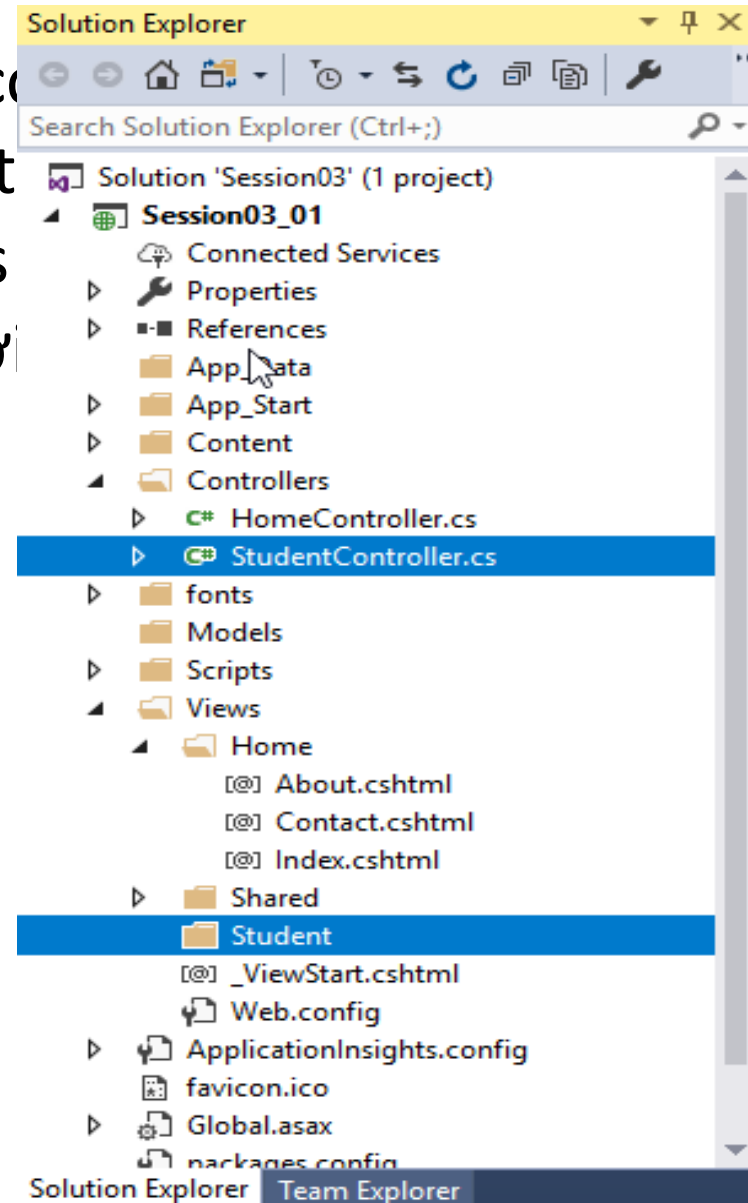 Solution Explorer
Search Solution Explorer (Ctrl+;)
Solution 'Session03' (1 project)
Session03_01
Connected Services
Properties
References
App_Data
App_Start
Content
Controllers
C# HomeController.cs
C# StudentController.cs
fonts
Models
Scripts
Views
Home
[@] About.cshtml
[@] Contact.cshtml
[@] Index.cshtml
Shared
Student
[@] _ViewStart.cshtml
Web.config
ApplicationInsights.config
favicon.ico
Global.asax
packages.config
Solution Explorer Team Explorer